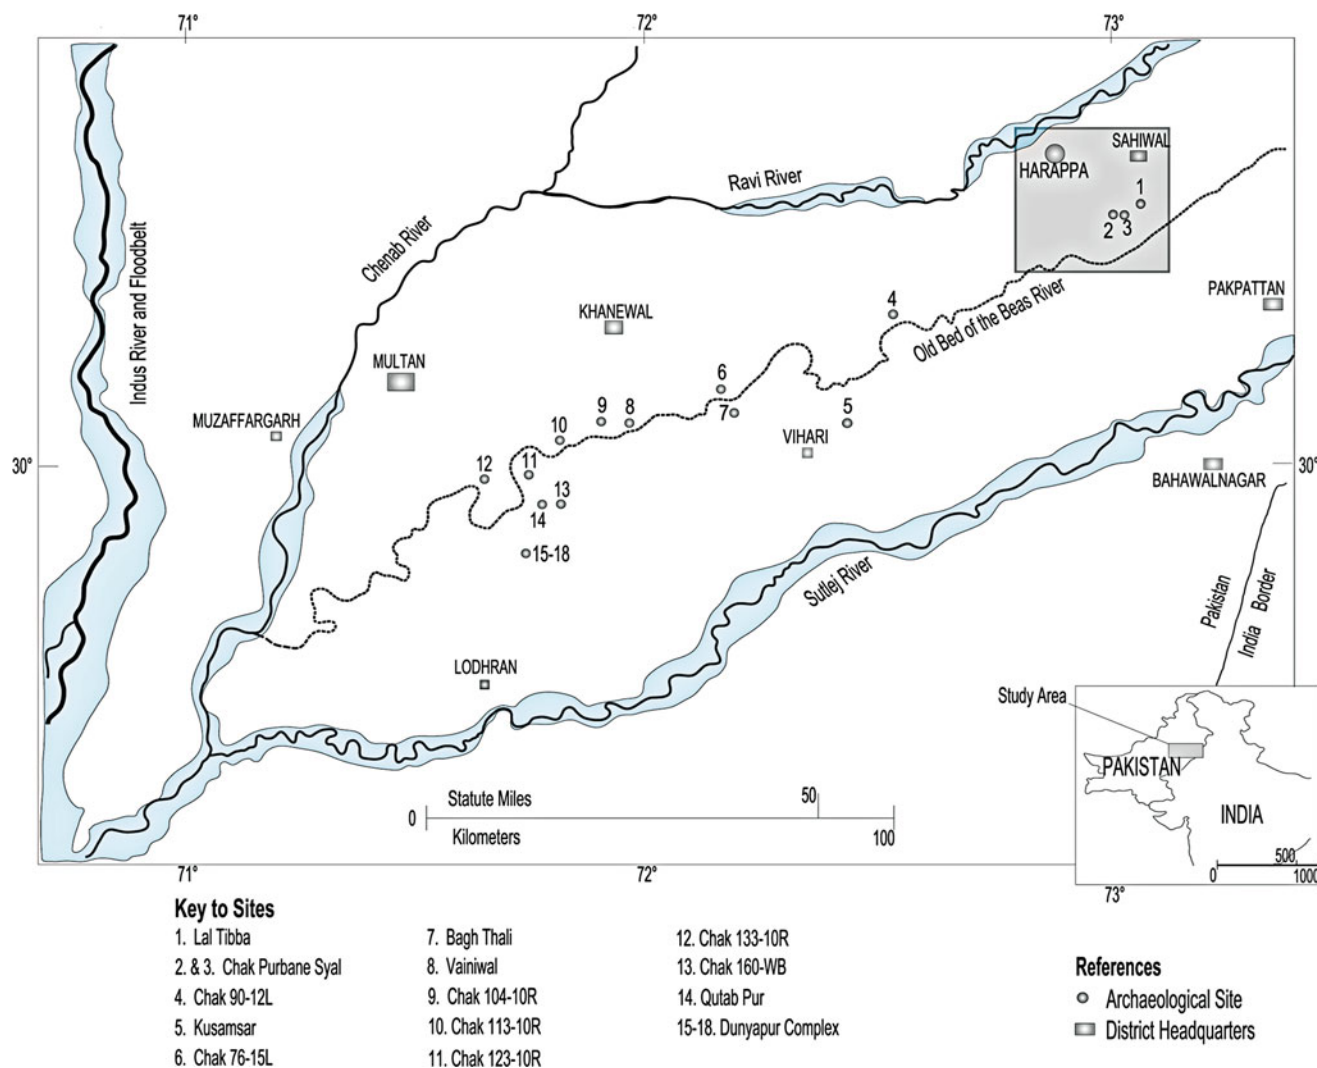 71°
72°
73°
Indus River and Floodbelt
Chenab River
Ravi River
HARAPPA
SAHIWAL
1
2
3
PAKPATTAN
4
Old Bed of the Beas River
KHANEWAL
MULTAN
MUZAFFARGARH
6
7
5
VIHARI
9
8
10
30°
30°
12
11
13
14
15-18
BAHAWALNAGAR
Sutlej River
Pakistan
India Border
LODHRAN
Study Area
PAKISTAN
INDIA
0
500
1000
Statute Miles
50
0
Kilometers
100
71°
72°
73°
Key to Sites
1. Lal Tibba
2. & 3. Chak Purbane Syal
4. Chak 90-12L
5. Kusamsar
6. Chak 76-15L
7. Bagh Thali
8. Vainiwal
9. Chak 104-10R
10. Chak 113-10R
11. Chak 123-10R
12. Chak 133-10R
13. Chak 160-WB
14. Qutab Pur
15-18. Dunyapur Complex
References
Archaeological Site
District Headquarters